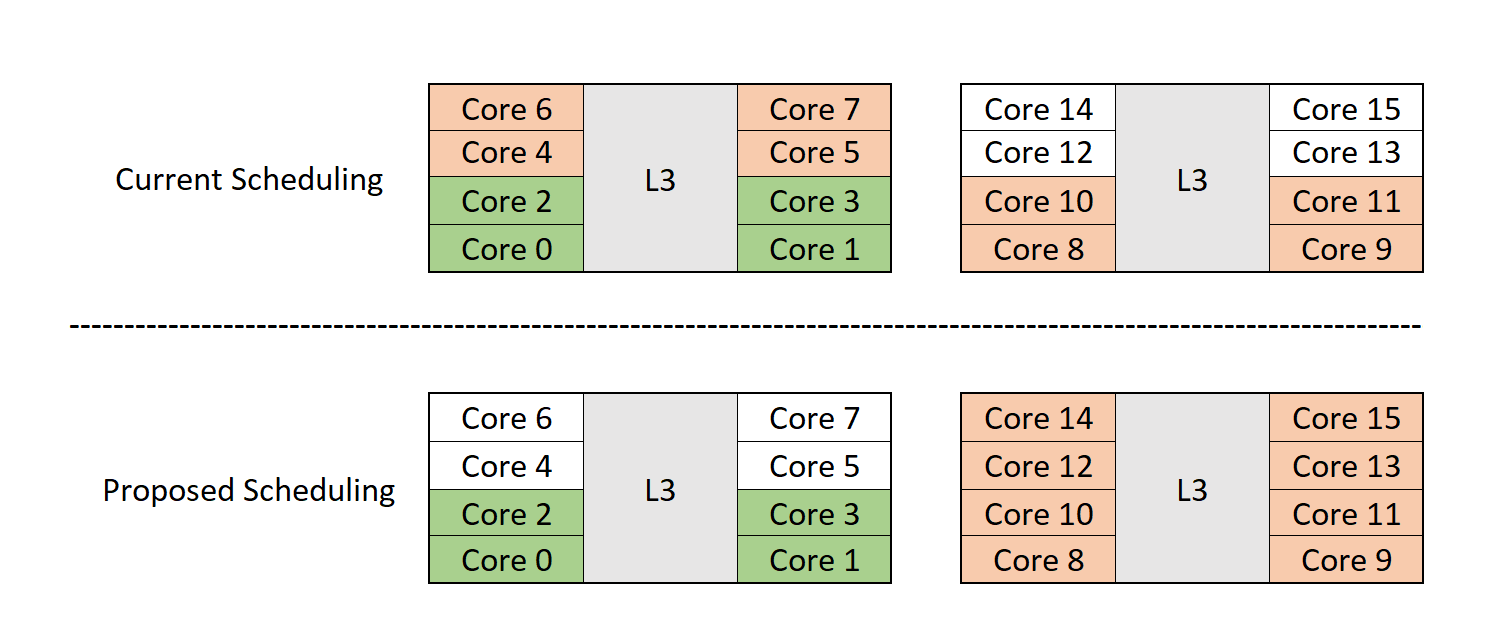 Core 6 Core 7 Core 14 Core 15
Core 4 Core 5 Core 12 Core 13
Current Scheduling L3 L3
Core 2 Core 3 Core 10 Core 11
Core 0 Core 1 Core 8 Core 9
Core 6 Core 7 Core 14 Core 15
Core 4 Core 5 Core 12 Core 13
Proposed Scheduling L3 L3
Core 2 Core 3 Core 10 Core 11
Core 0 Core 1 Core 8 Core 9